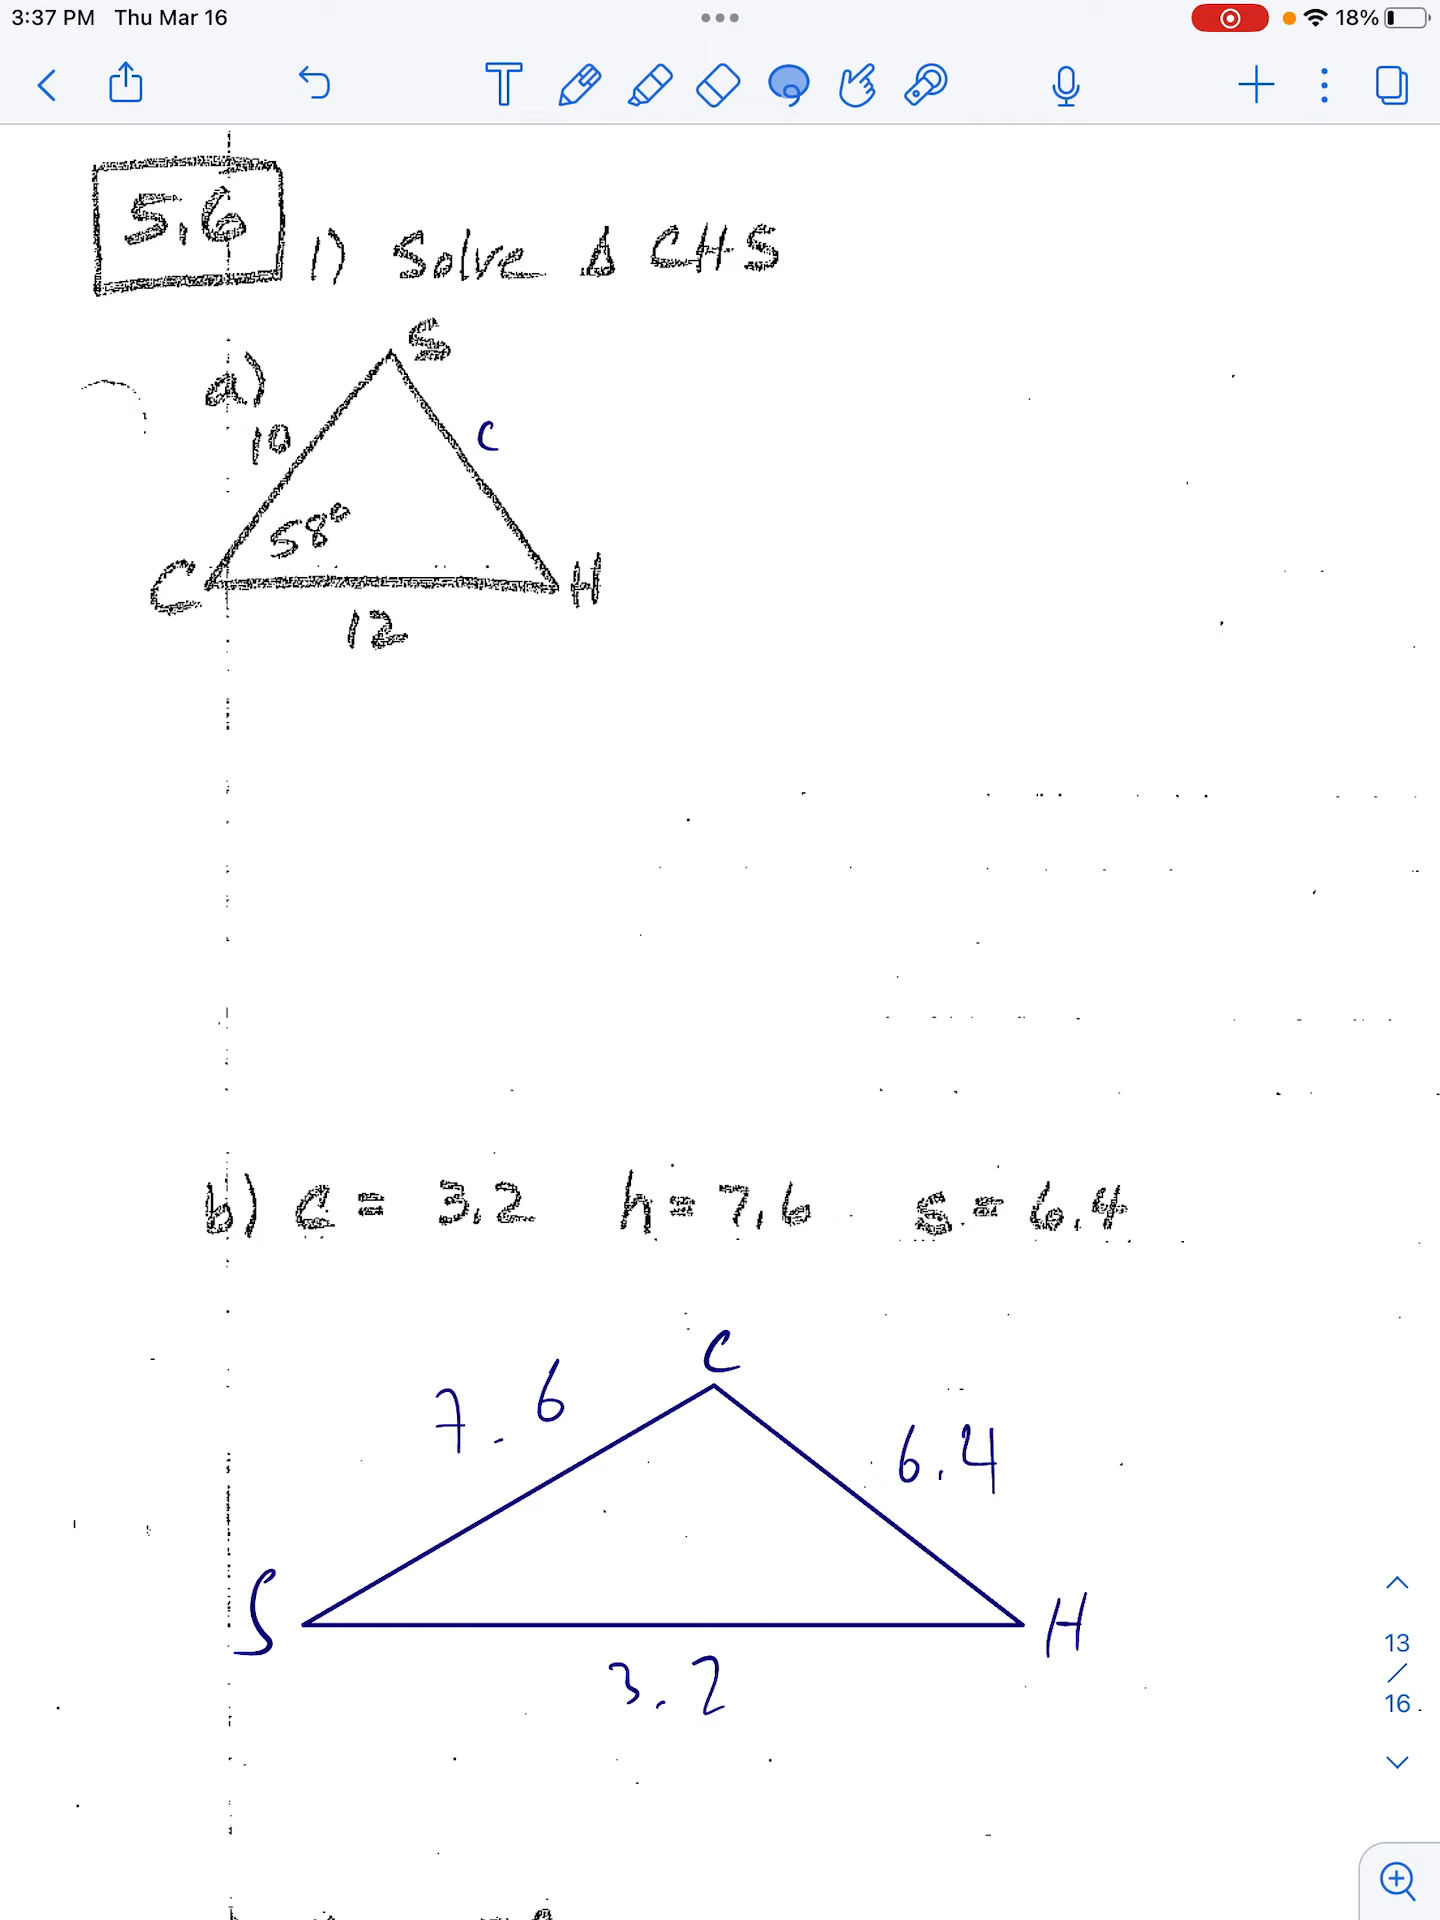 3:37 PM Thu Mar 16 18%
T
5.6
1) Solve Δ CHS
S
a)
10
c
58°
C H
12
b) c = 3.2 h = 7.6 s = 6.4
C
7.6
6.4
S H
3.2
13
/
16